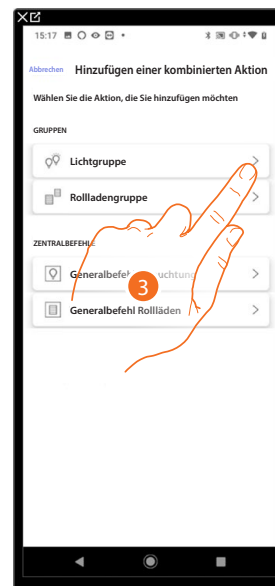 15:17
Abbrechen Hinzufügen einer kombinierten Aktion
Wählen Sie die Aktion, die Sie hinzufügen möchten
GRUPPEN
Lichtgruppe
Rollladengruppe
ZENTRALBEFEHLE
Generalbefehl Beleuchtung
3
Generalbefehl Rollläden